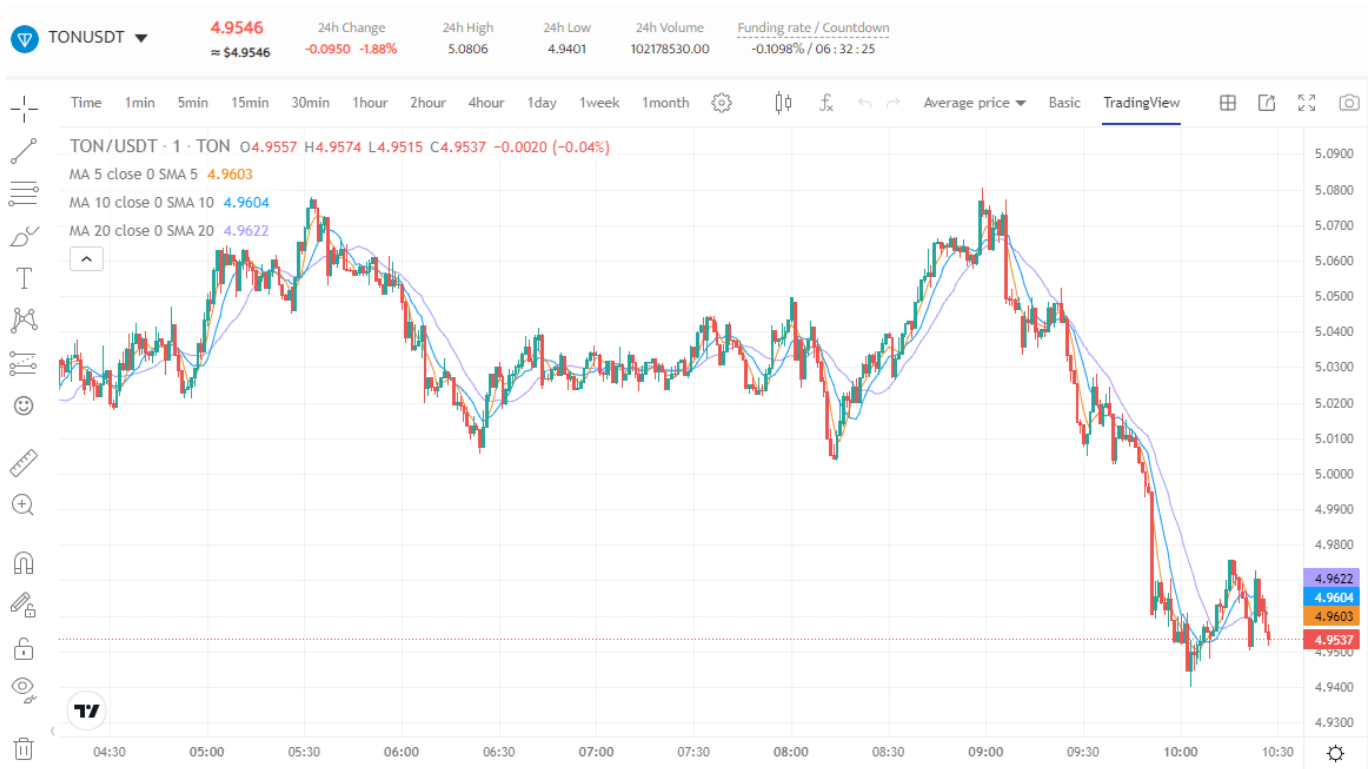 TONUSDT
4.9546
≈ $4.9546
24h Change
-0.0950 -1.88%
24h High
5.0806
24h Low
4.9401
24h Volume
102178530.00
Funding rate / Countdown
-0.1098% / 06 : 32 : 25
Time 1min 5min 15min 30min 1hour 2hour 4hour 1day 1week 1month Average price Basic TradingView
TON/USDT · 1 · TON O4.9557 H4.9574 L4.9515 C4.9537 −0.0020 (−0.04%)
MA 5 close 0 SMA 5 4.9603
MA 10 close 0 SMA 10 4.9604
MA 20 close 0 SMA 20 4.9622
5.0900
5.0800
5.0700
5.0600
5.0500
5.0400
5.0300
5.0200
5.0100
5.0000
4.9900
4.9800
4.9622
4.9604
4.9603
4.9537
4.9500
4.9400
4.9300
04:30 05:00 05:30 06:00 06:30 07:00 07:30 08:00 08:30 09:00 09:30 10:00 10:30